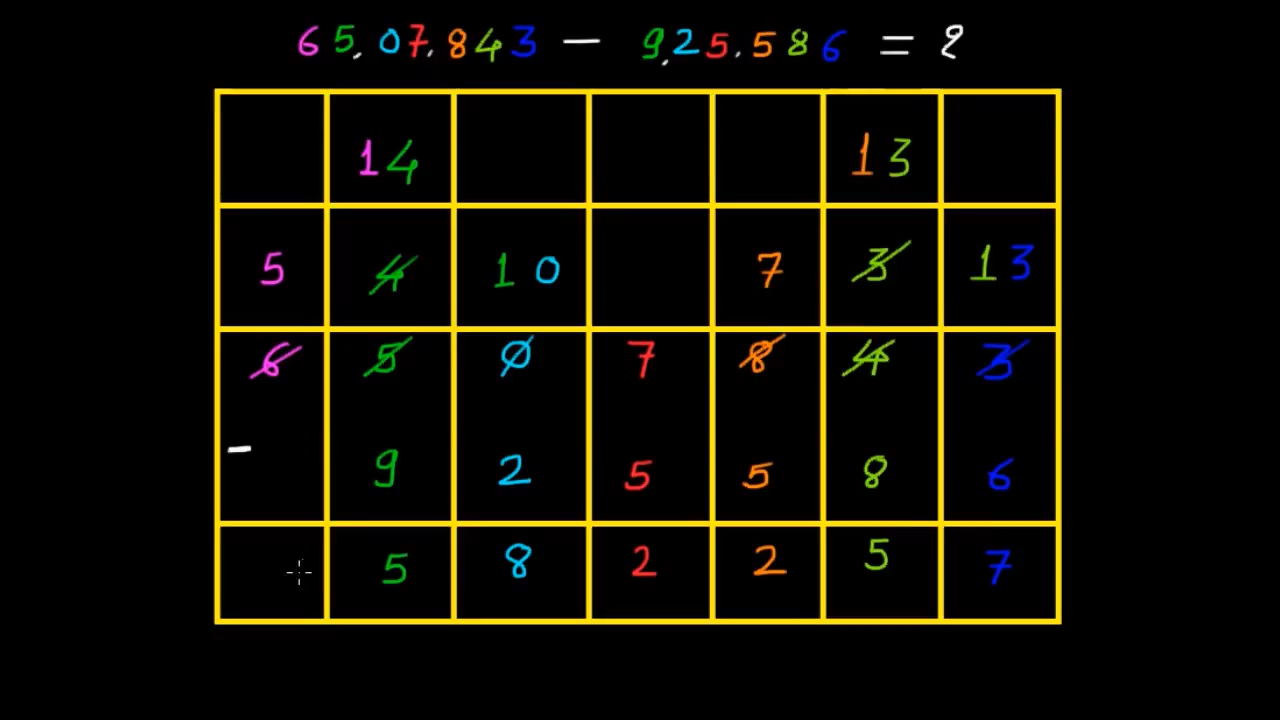 65,07,843 – 9,25,586 = ?
14 13
5 4 10 7 3 13
6 5 0 7 8 4 3
– 9 2 5 5 8 6
5 8 2 2 5 7